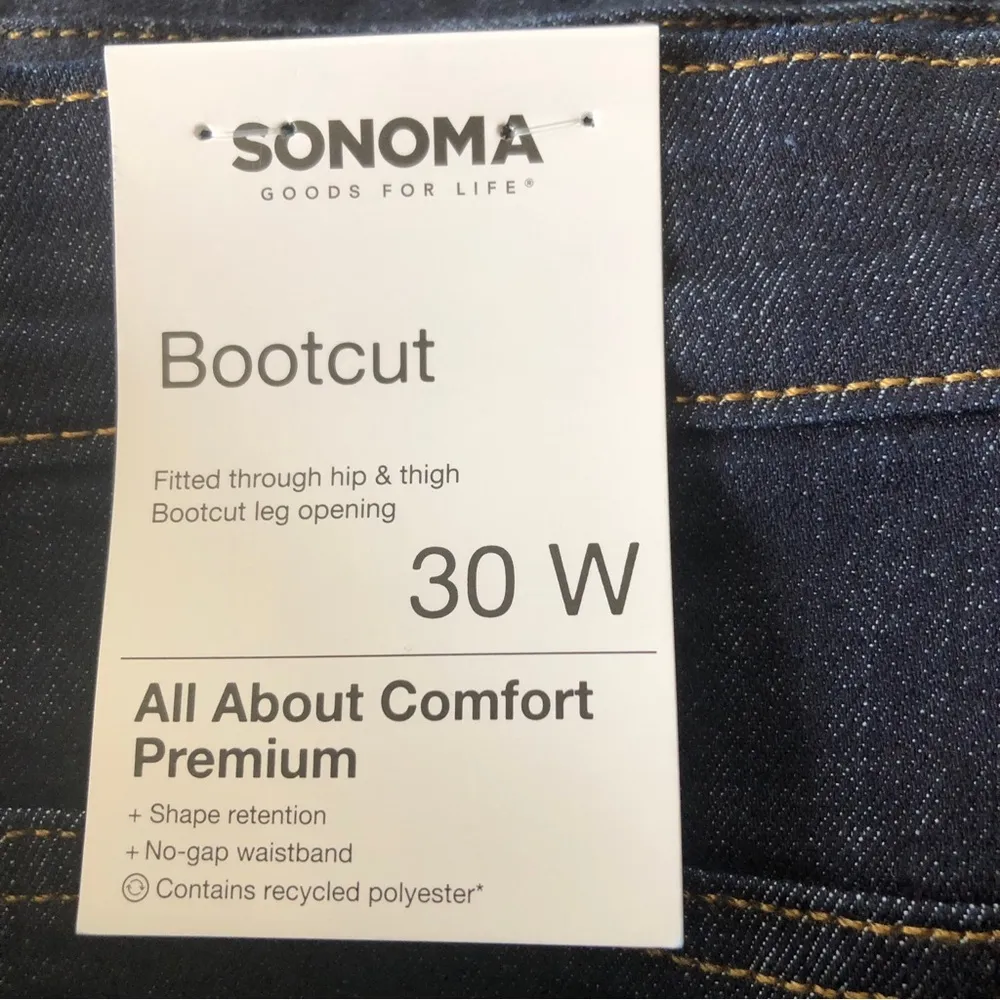 SONOMA
GOODS FOR LIFE®
Bootcut
Fitted through hip & thigh
Bootcut leg opening
30 W
All About Comfort
Premium
+ Shape retention
+ No-gap waistband
Contains recycled polyester*